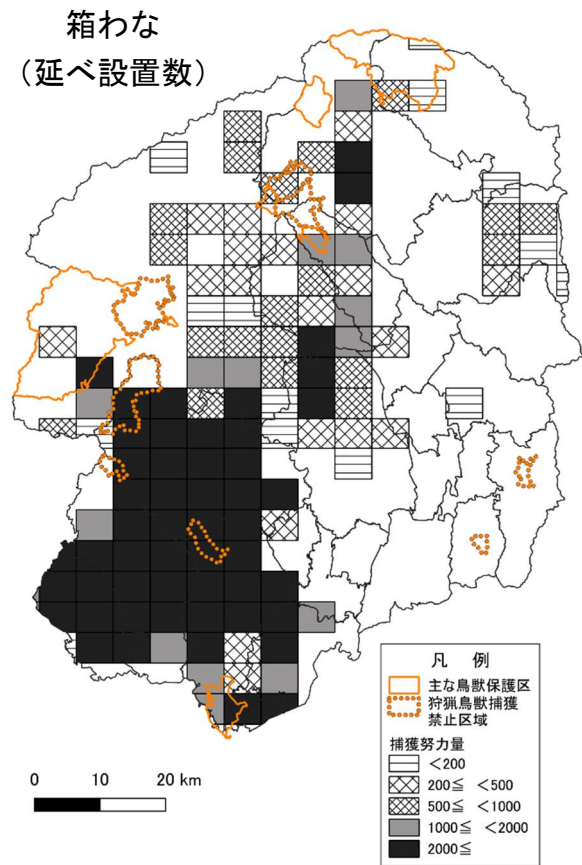 箱わな
（延べ設置数）
凡 例
主な鳥獣保護区
狩猟鳥獣捕獲
禁止区域
捕獲努力量
＜200
200≦ ＜500
500≦ ＜1000
1000≦ ＜2000
2000≦
0 10 20 km